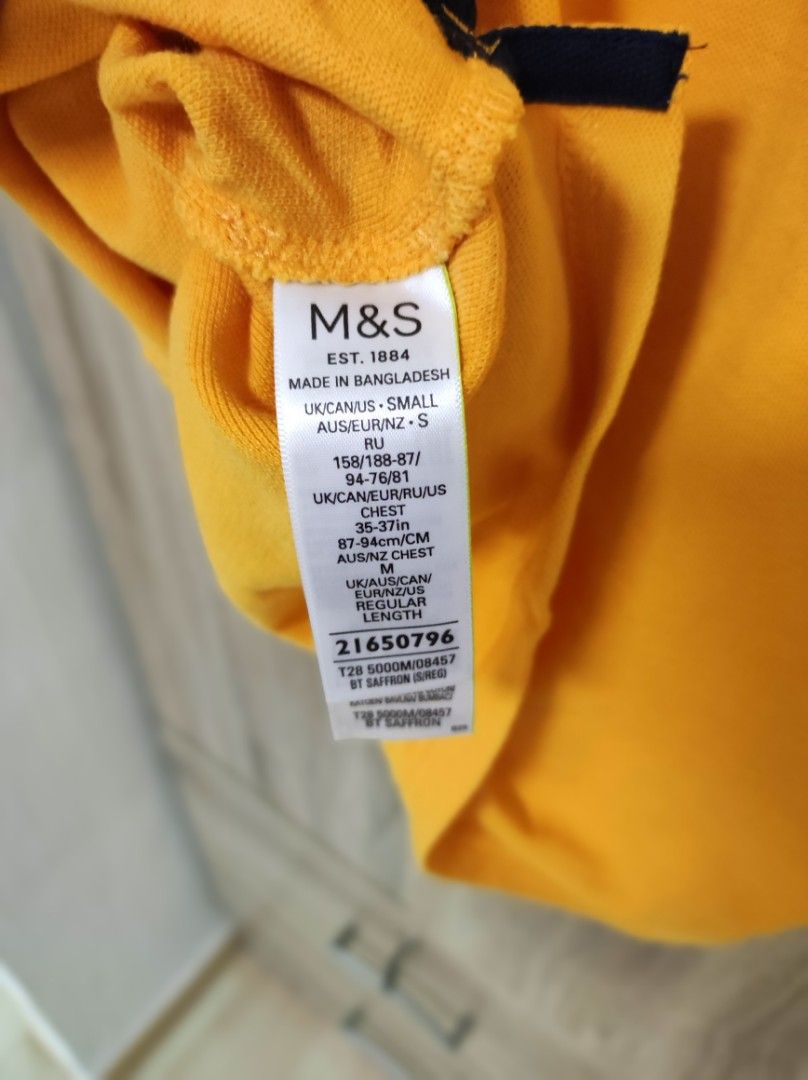 M&S
EST. 1884
MADE IN BANGLADESH
UK/CAN/US • SMALL
AUS/EUR/NZ • S
RU
158/188-87/
94-76/81
UK/CAN/EUR/RU/US
CHEST
35-37in
87-94cm/CM
AUS/NZ CHEST
M
UK/AUS/CAN/
EUR/NZ/US
REGULAR
LENGTH
21650796
T28 5000M/08457
BT SAFFRON (S/REG)
T28 5000M/08457
BT SAFFRON